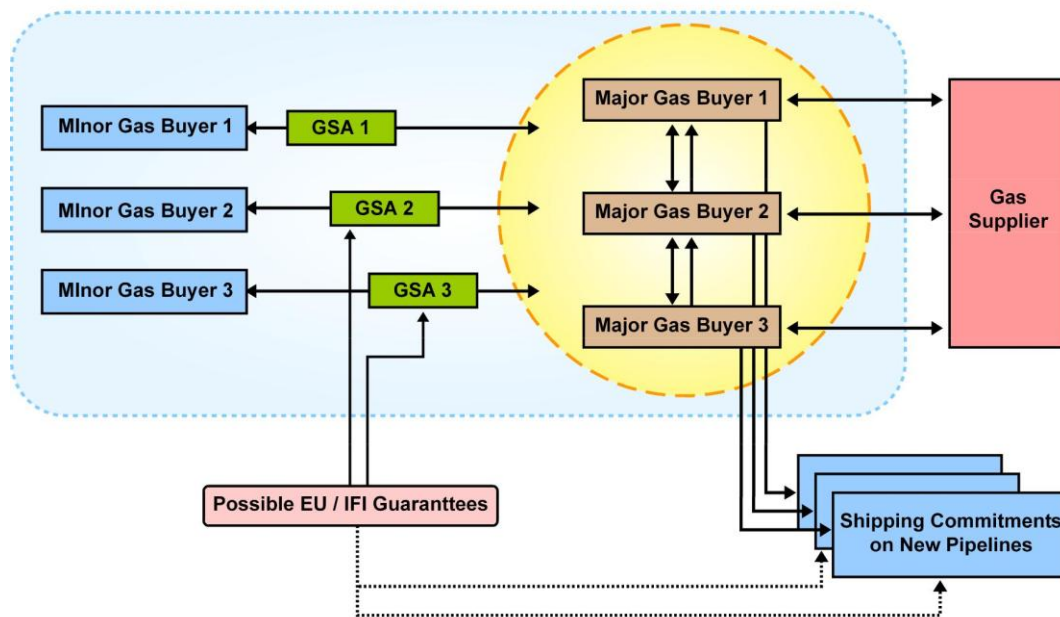 MInor Gas Buyer 1
GSA 1
Major Gas Buyer 1
MInor Gas Buyer 2
GSA 2
Major Gas Buyer 2
Gas
Supplier
MInor Gas Buyer 3
GSA 3
Major Gas Buyer 3
Possible EU / IFI Guaranttees
Shipping Commitments
on New Pipelines